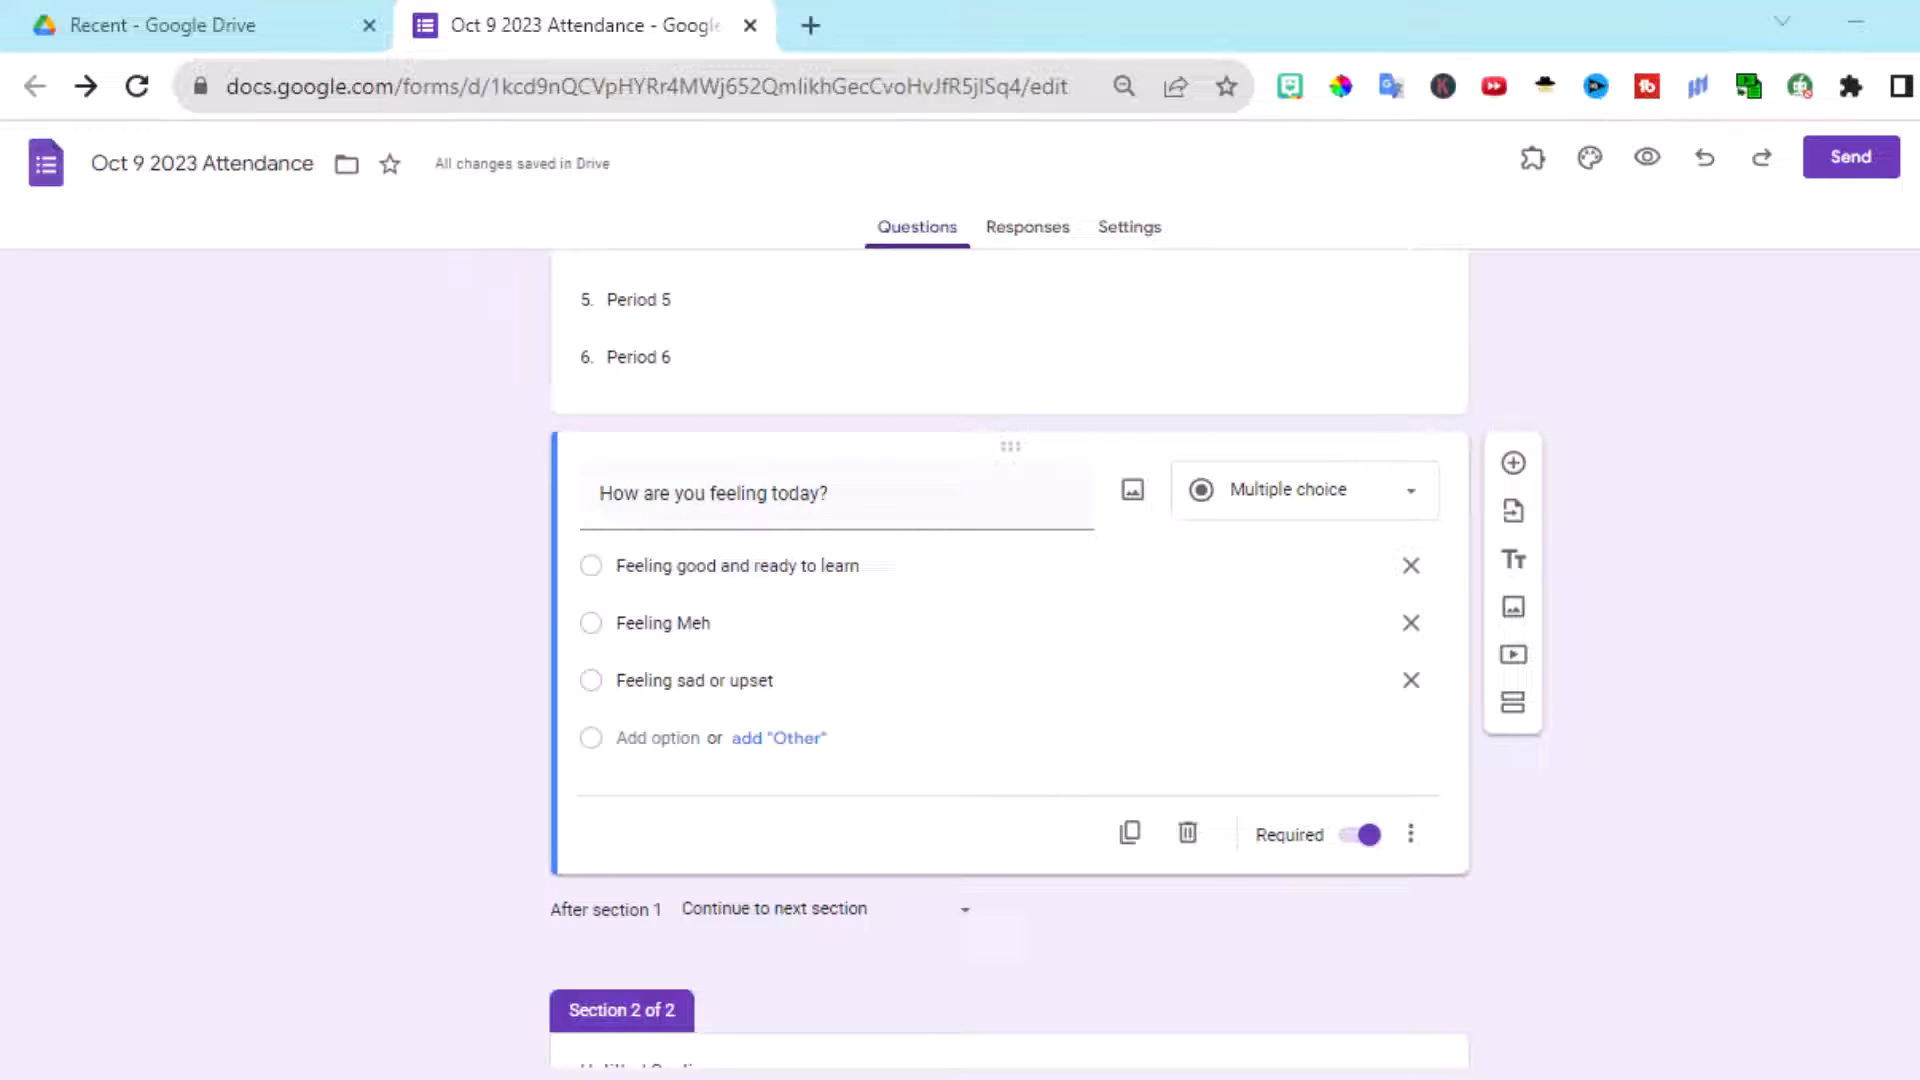 Recent - Google Drive
Oct 9 2023 Attendance - Google
docs.google.com/forms/d/1kcd9nQCVpHYRr4MWj652QmlikhGecCvoHvJfR5jlSq4/edit
Oct 9 2023 Attendance
All changes saved in Drive
Send
Questions
Responses
Settings
5. Period 5
6. Period 6
How are you feeling today?
Multiple choice
Feeling good and ready to learn
Feeling Meh
Feeling sad or upset
Add option or add "Other"
Required
After section 1 Continue to next section
Section 2 of 2